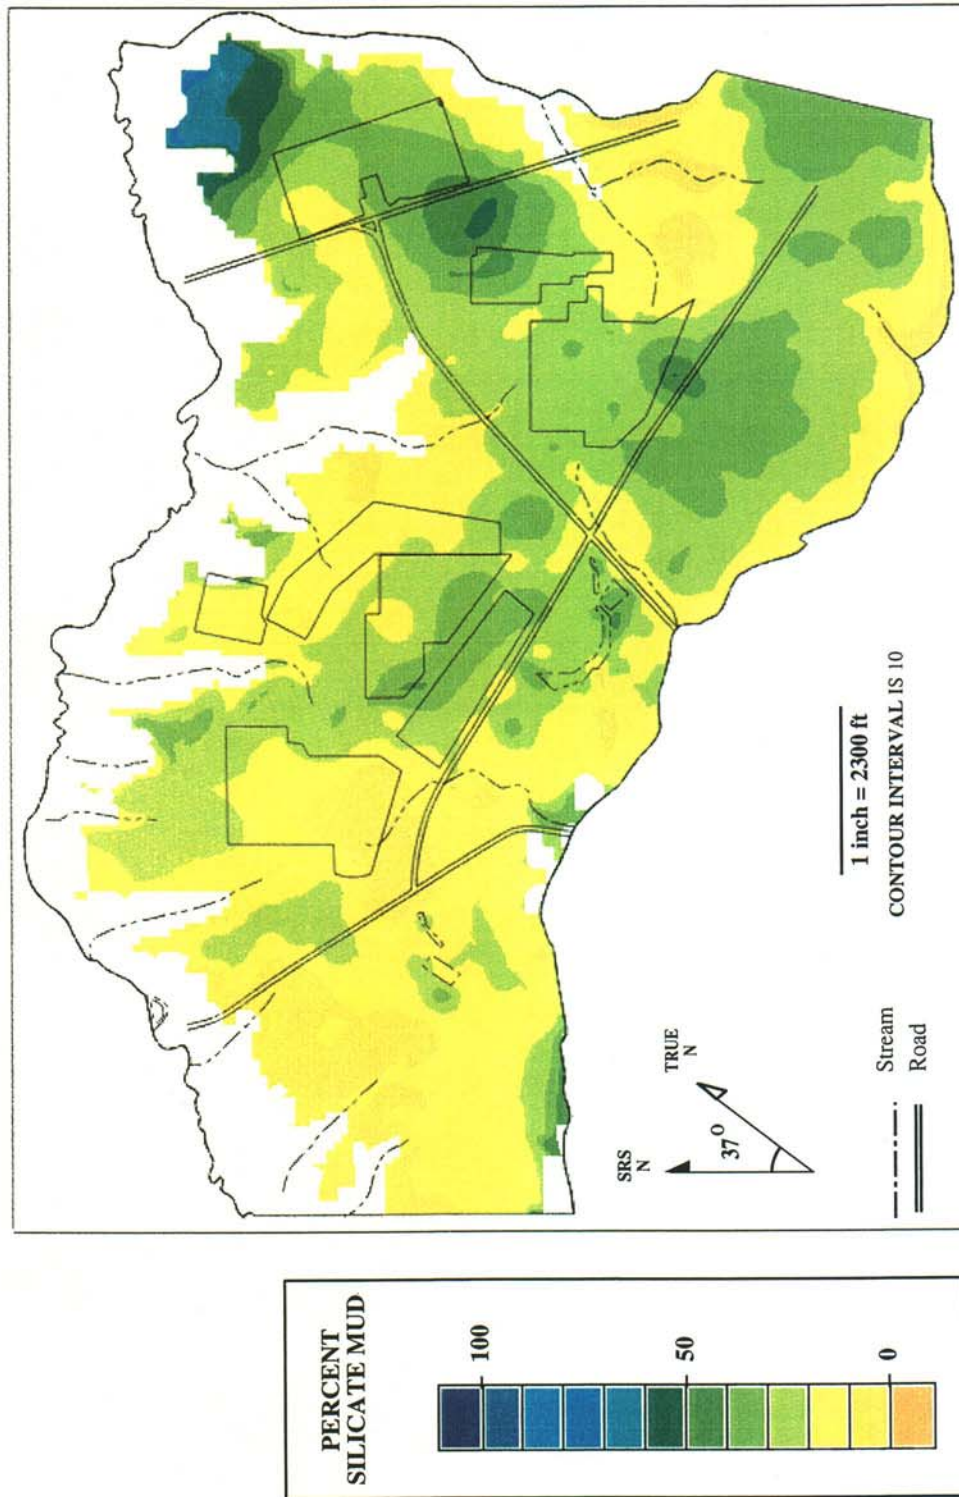 PERCENT
SILICATE MUD
100
50
0
SRS
N
TRUE
N
37°
Stream
Road
1 inch = 2300 ft
CONTOUR INTERVAL IS 10